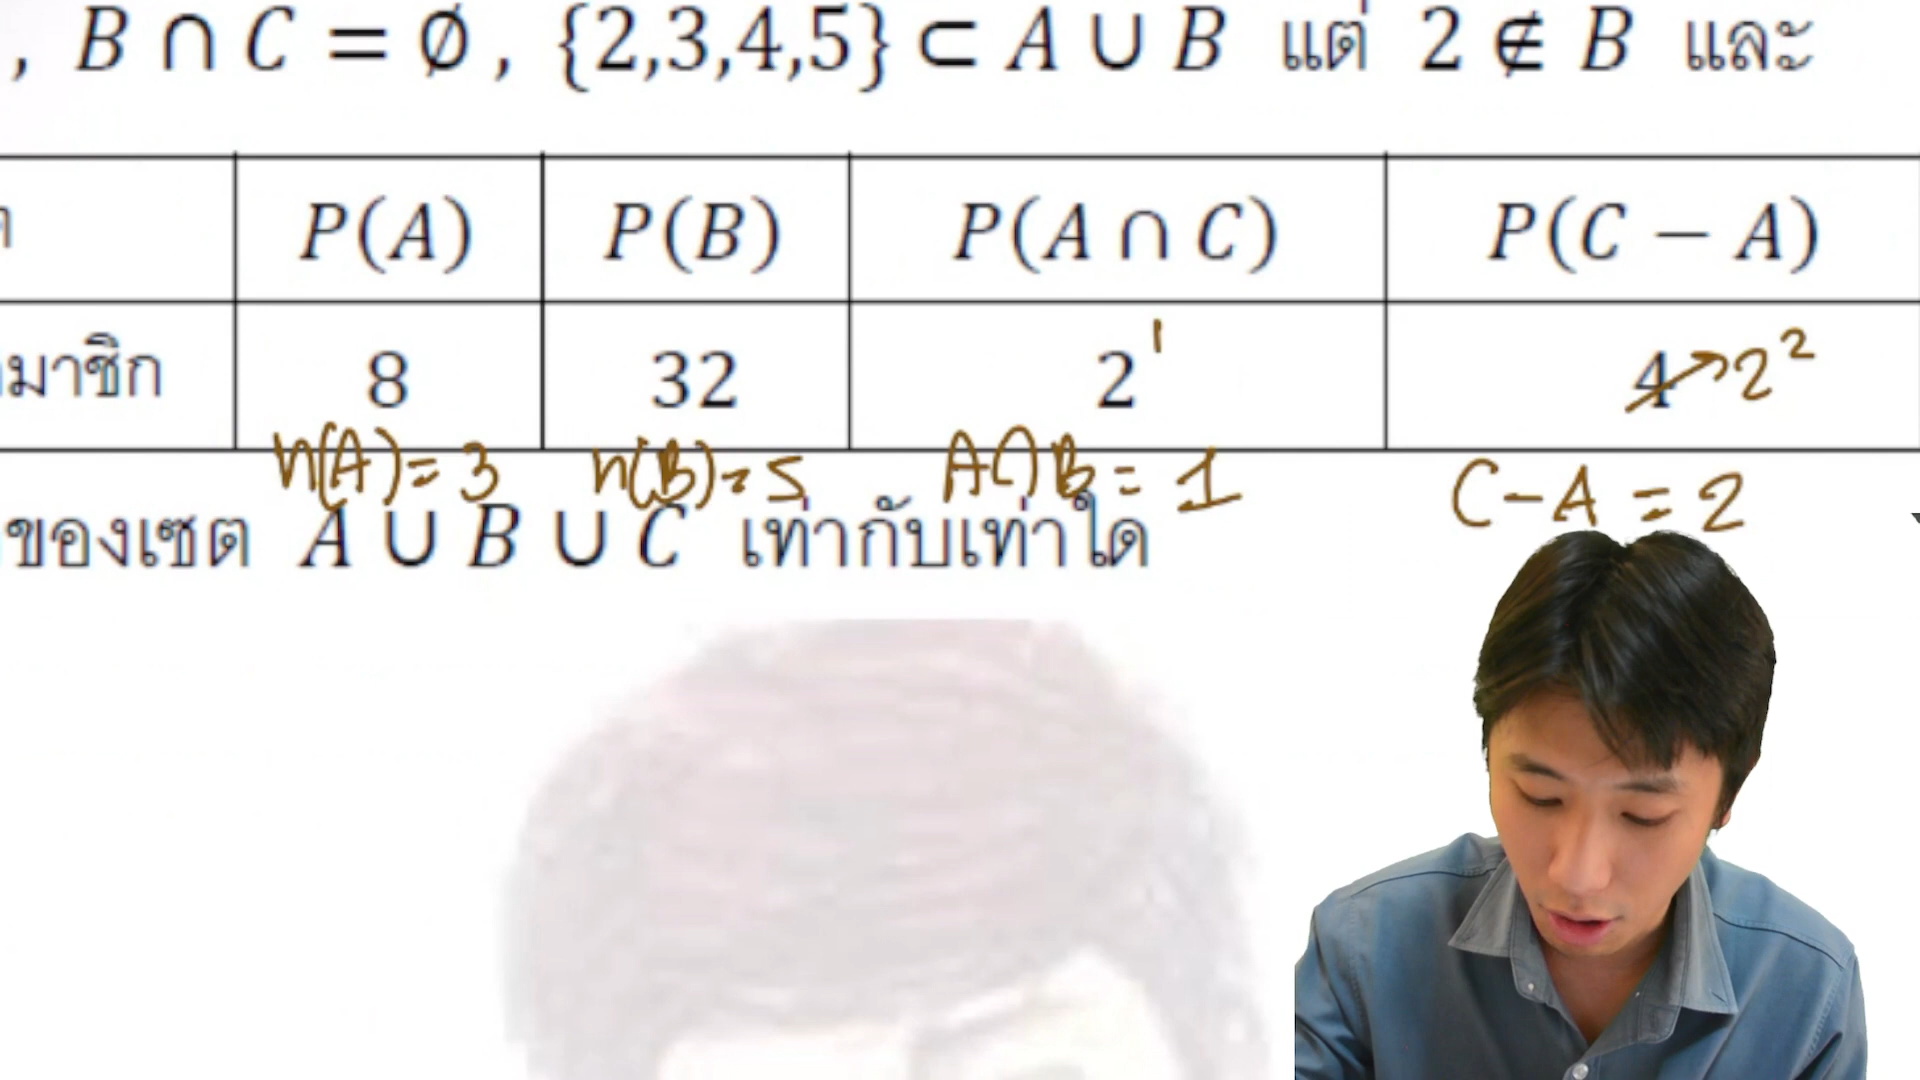 , B ∩ C = ∅ , {2,3,4,5} ⊂ A ∪ B แต่ 2 ∉ B และ
P(A) P(B) P(A ∩ C) P(C − A)
มาชิก 8 32 2¹ 4 → 2²
n(A) = 3 n(B) = 5 A∩B = 1 C-A = 2
ของเซต A ∪ B ∪ C เท่ากับเท่าใด